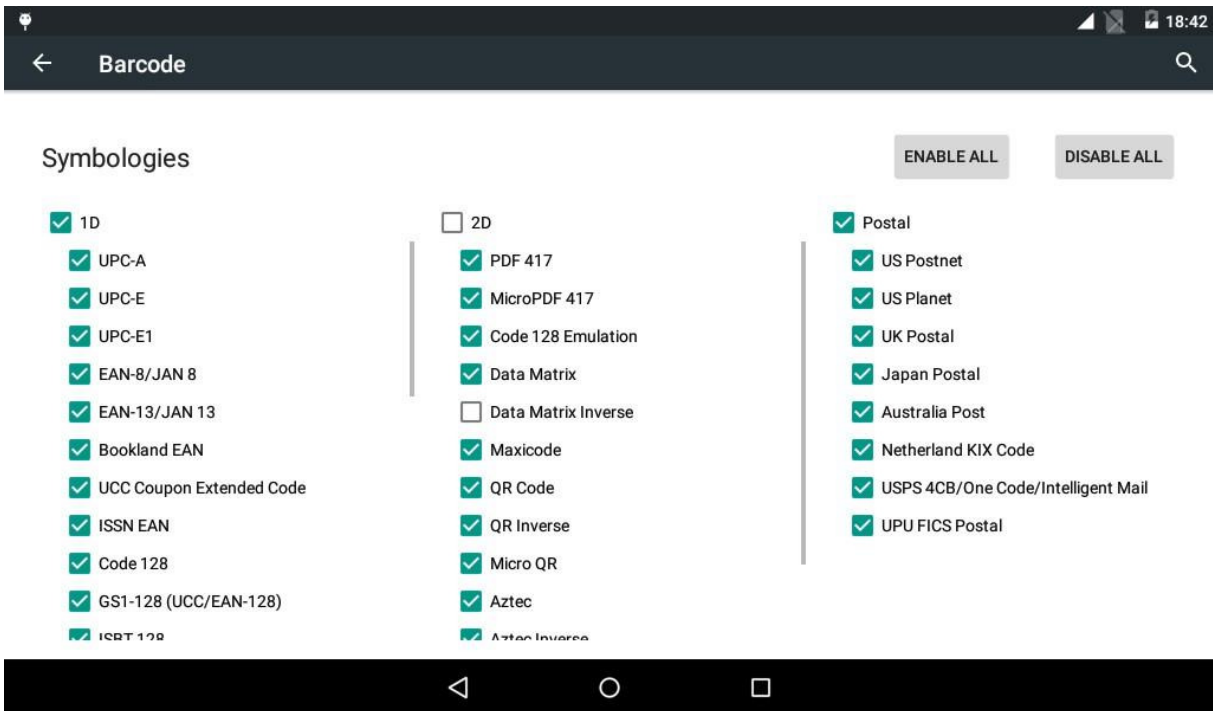 18:42
Barcode
Symbologies
ENABLE ALL
DISABLE ALL
1D
UPC-A
UPC-E
UPC-E1
EAN-8/JAN 8
EAN-13/JAN 13
Bookland EAN
UCC Coupon Extended Code
ISSN EAN
Code 128
GS1-128 (UCC/EAN-128)
ISBT 128
2D
PDF 417
MicroPDF 417
Code 128 Emulation
Data Matrix
Data Matrix Inverse
Maxicode
QR Code
QR Inverse
Micro QR
Aztec
Aztec Inverse
Postal
US Postnet
US Planet
UK Postal
Japan Postal
Australia Post
Netherland KIX Code
USPS 4CB/One Code/Intelligent Mail
UPU FICS Postal